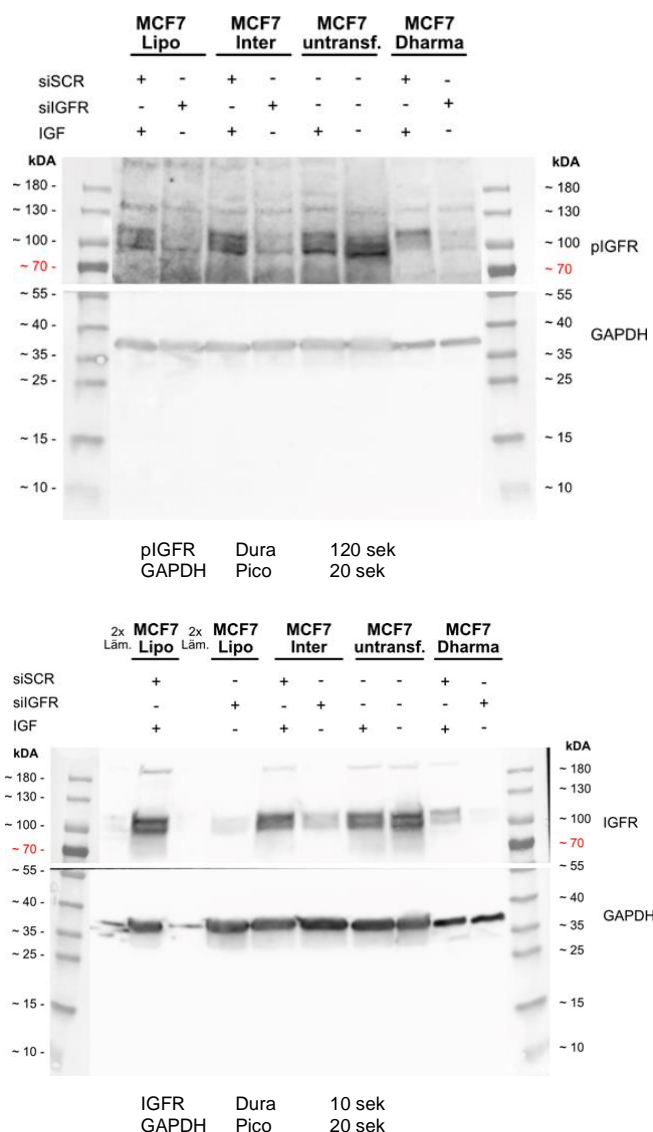 MCF7 MCF7 MCF7 MCF7
Lipo Inter untransf. Dharma
siSCR + - + - - - + -
siIGFR - + - + - - - +
IGF + - + - + - + -
kDA kDA
~ 180 - ~ 180
~ 130 - ~ 130
~ 100 - ~ 100 pIGFR
~ 70 - ~ 70
~ 55 - ~ 55
~ 40 - ~ 40
GAPDH
~ 35 - ~ 35
~ 25 - ~ 25
~ 15 - ~ 15
~ 10 - ~ 10
pIGFR Dura 120 sek
GAPDH Pico 20 sek
2x MCF7 2x MCF7 MCF7 MCF7 MCF7
Läm. Lipo Läm. Lipo Inter untransf. Dharma
siSCR + - + - - - + -
siIGFR - + - + - - - +
IGF + - + - + - + -
kDA kDA
~ 180 - ~ 180
~ 130 - ~ 130
~ 100 - ~ 100 IGFR
~ 70 - ~ 70
~ 55 - ~ 55
~ 40 - ~ 40
GAPDH
~ 35 - ~ 35
~ 25 - ~ 25
~ 15 - ~ 15
~ 10 - ~ 10
IGFR Dura 10 sek
GAPDH Pico 20 sek